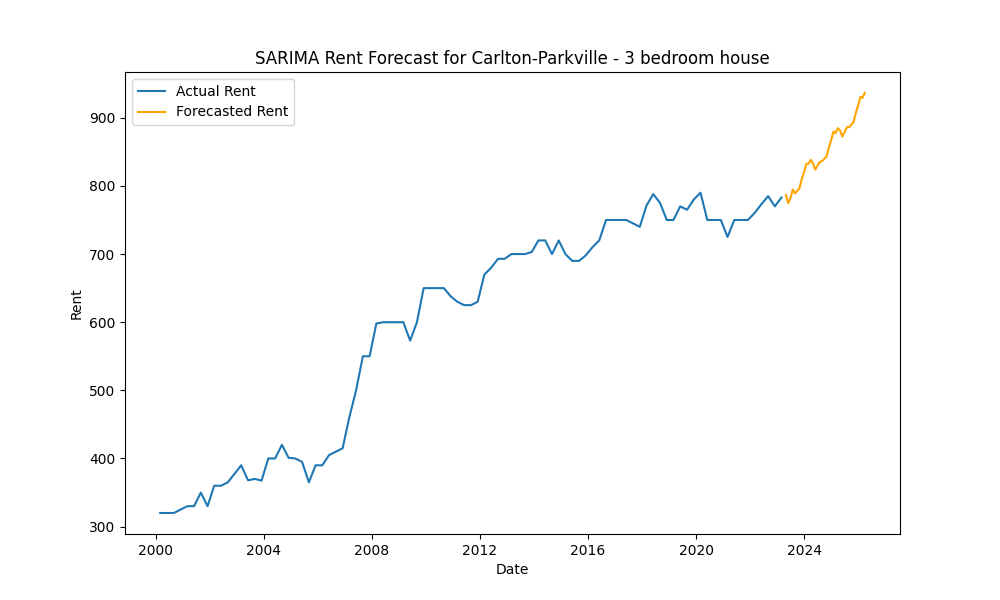 SARIMA Rent Forecast for Carlton-Parkville - 3 bedroom house
Actual Rent
Forecasted Rent
900
800
700
600
500
400
300
Rent
2000 2004 2008 2012 2016 2020 2024
Date